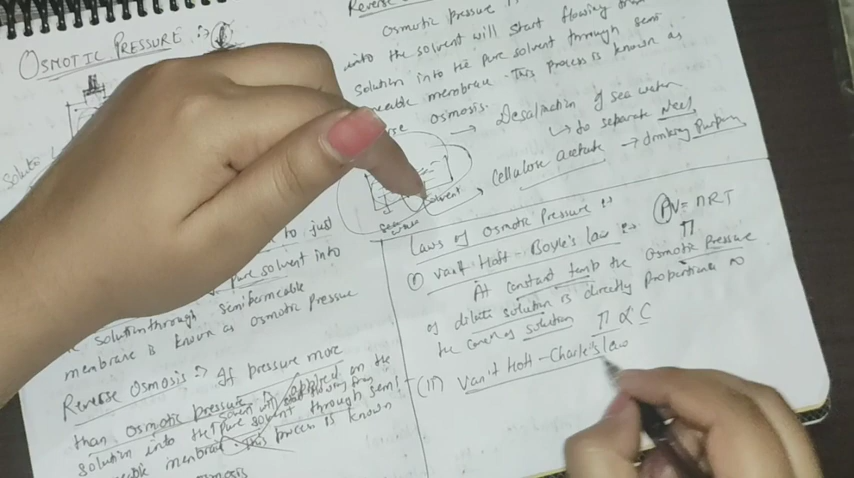 OSMOTIC PRESSURE :-
to just
pure solvent into
solution through semipermeable
membrane is known as osmotic Pressure
Reverse Osmosis :- If pressure more
than osmotic pressure is applied on the
solution into the pure solvent through semi-
membrane This process is known
osmosis
Osmotic pressure
into the solvent will start flowing from
solution into the pure solvent through semi
membrane. This process is known as
osmosis.
→ Desalination of sea water
↳ to separate
Cellulose acetate → drinking Purpose
solvent
Laws of Osmotic Pressure :-
(I) Van't Hoff - Boyle's law :-
PV = nRT
π
At constant temp the Osmotic Pressure
of dilute solution is directly Proportional to
the of solution π ∝ C
(II) Van't Hoff - Charle's law